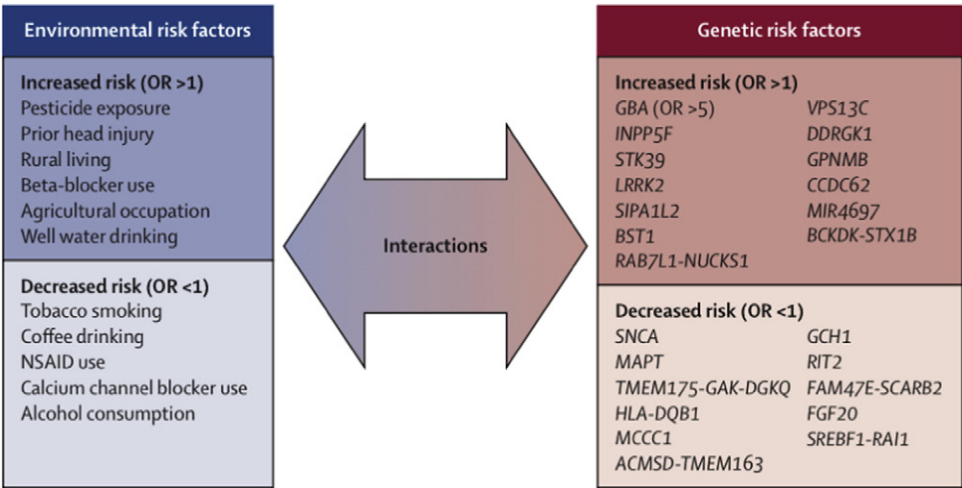 Environmental risk factors
Increased risk (OR >1)
Pesticide exposure
Prior head injury
Rural living
Beta-blocker use
Agricultural occupation
Well water drinking
Decreased risk (OR <1)
Tobacco smoking
Coffee drinking
NSAID use
Calcium channel blocker use
Alcohol consumption
Interactions
Genetic risk factors
Increased risk (OR >1)
GBA (OR >5)
INPP5F
STK39
LRRK2
SIPA1L2
BST1
RAB7L1-NUCKS1
VPS13C
DDRGK1
GPNMB
CCDC62
MIR4697
BCKDK-STX1B
Decreased risk (OR <1)
SNCA
MAPT
TMEM175-GAK-DGKQ
HLA-DQB1
MCCC1
ACMSD-TMEM163
GCH1
RIT2
FAM47E-SCARB2
FGF20
SREBF1-RAI1